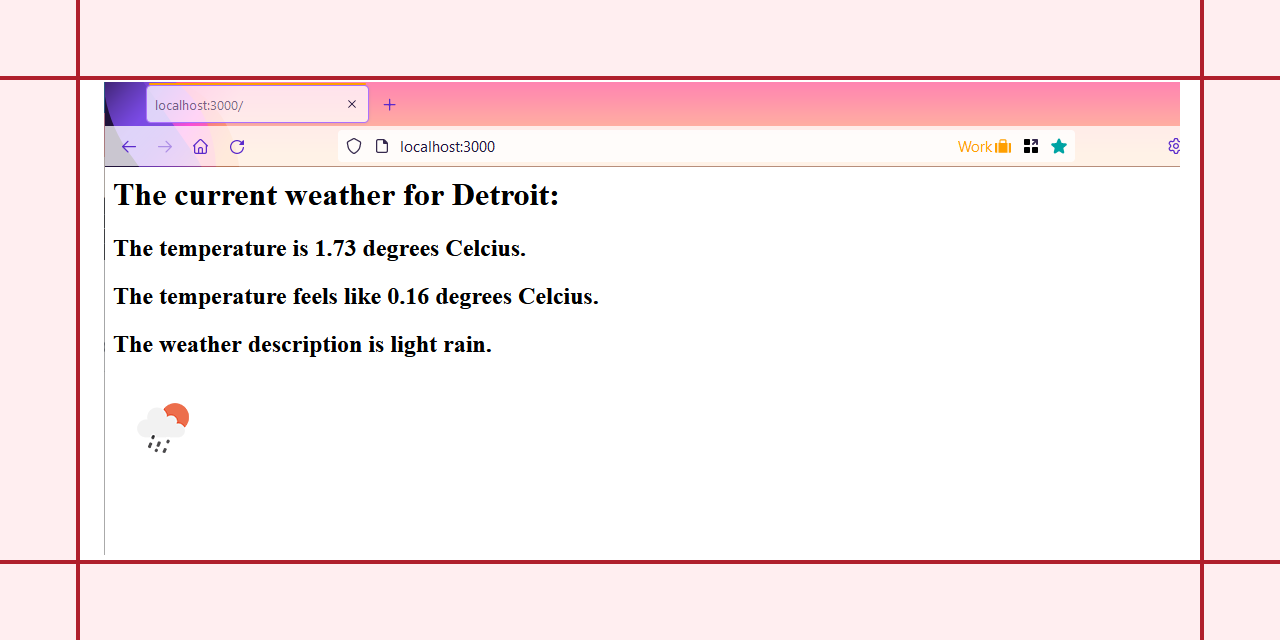 localhost:3000/
localhost:3000
Work
The current weather for Detroit:
The temperature is 1.73 degrees Celcius.
The temperature feels like 0.16 degrees Celcius.
The weather description is light rain.